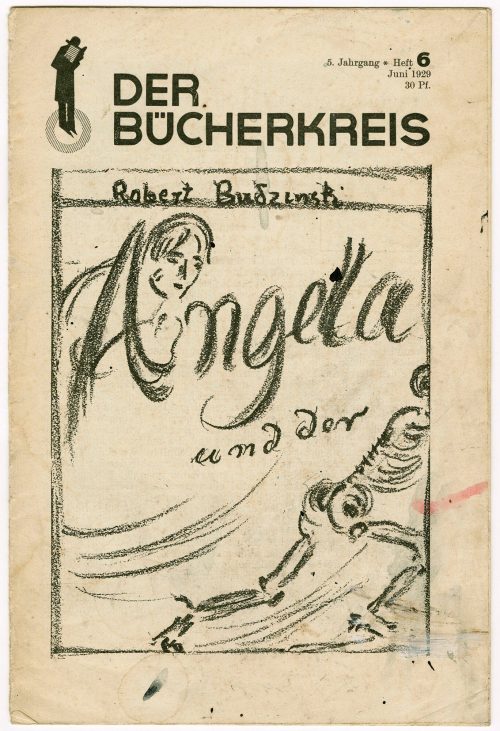 5. Jahrgang * Heft 6
Juni 1929
30 Pf.
DER
BÜCHERKREIS
Robert Budzinski
Angela
und der